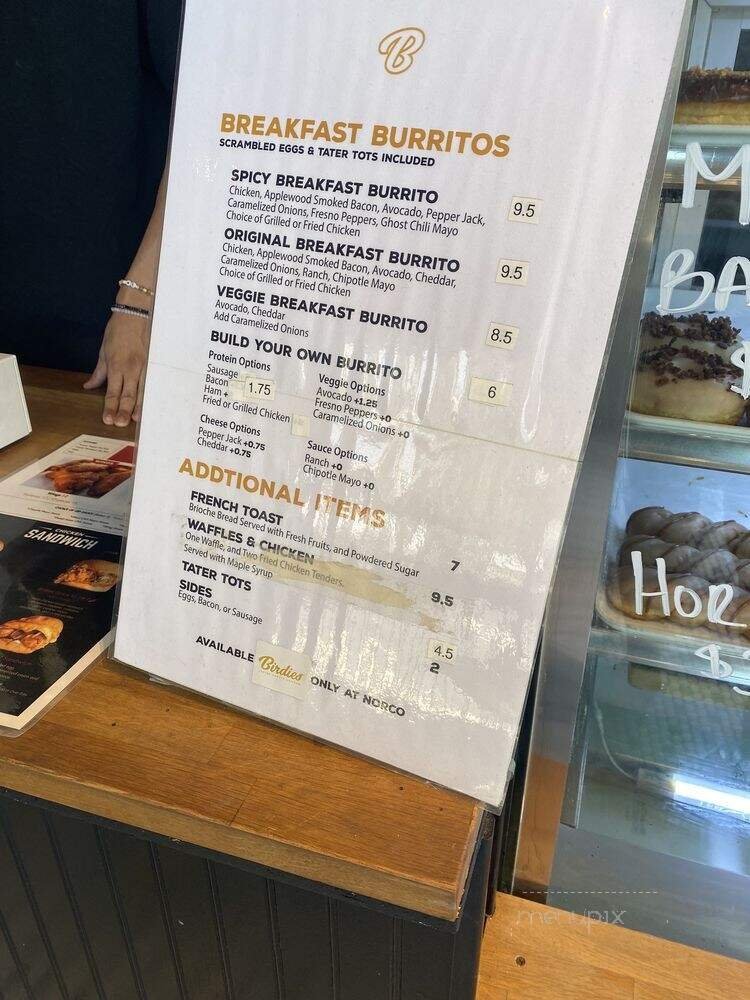 B
BREAKFAST BURRITOS
SCRAMBLED EGGS & TATER TOTS INCLUDED
SPICY BREAKFAST BURRITO 9.5
Chicken, Applewood Smoked Bacon, Avocado, Pepper Jack,
Caramelized Onions, Fresno Peppers, Ghost Chili Mayo
Choice of Grilled or Fried Chicken
ORIGINAL BREAKFAST BURRITO 9.5
Chicken, Applewood Smoked Bacon, Avocado, Cheddar,
Caramelized Onions, Ranch, Chipotle Mayo
Choice of Grilled or Fried Chicken
VEGGIE BREAKFAST BURRITO 8.5
Avocado, Cheddar
Add Caramelized Onions
BUILD YOUR OWN BURRITO 6
Protein Options
Sausage
Bacon 1.75
Ham +
Fried or Grilled Chicken
Veggie Options
Avocado +1.25
Fresno Peppers +0
Caramelized Onions +0
Cheese Options
Pepper Jack +0.75
Cheddar +0.75
Sauce Options
Ranch +0
Chipotle Mayo +0
ADDTIONAL ITEMS
FRENCH TOAST 7
Brioche Bread Served with Fresh Fruits, and Powdered Sugar
WAFFLES & CHICKEN 9.5
One Waffle, and Two Fried Chicken Tenders.
Served with Maple Syrup
TATER TOTS 4.5
SIDES 2
Eggs, Bacon, or Sausage
AVAILABLE Birdies ONLY AT NORCO
CHICKEN
SANDWICH
M
BA
$
HOR
$3
menupix